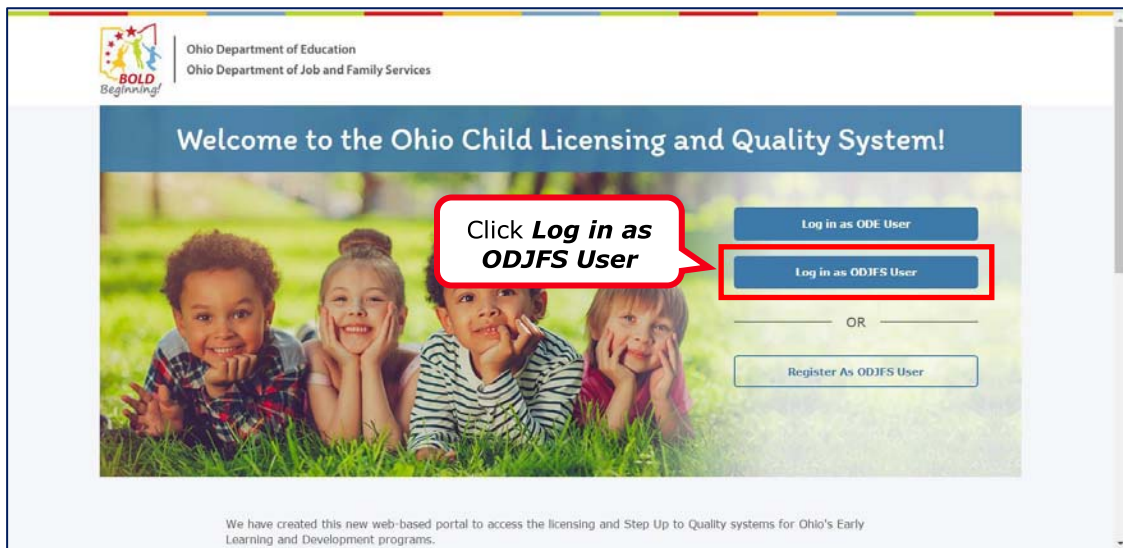 BOLD
Beginning!
Ohio Department of Education
Ohio Department of Job and Family Services
Welcome to the Ohio Child Licensing and Quality System!
Click Log in as
ODJFS User
Log in as ODE User
Log in as ODJFS User
OR
Register As ODJFS User
We have created this new web-based portal to access the licensing and Step Up to Quality systems for Ohio's Early
Learning and Development programs.